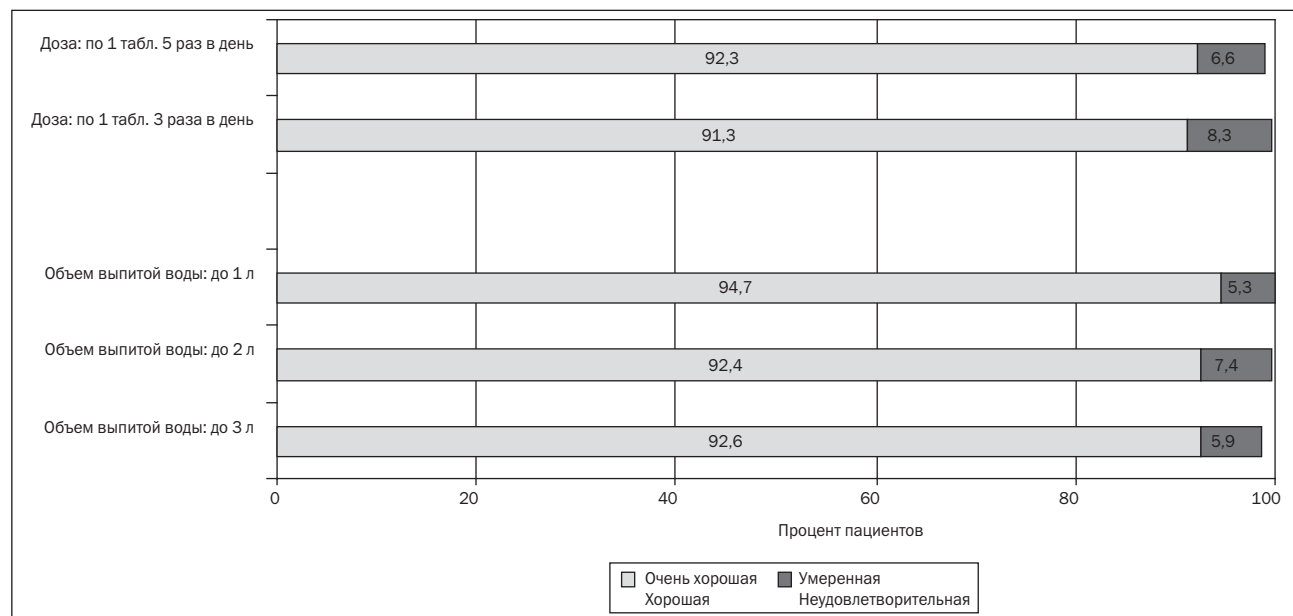 Доза: по 1 табл. 5 раз в день
92,3
6,6
Доза: по 1 табл. 3 раза в день
91,3
8,3
Объем выпитой воды: до 1 л
94,7
5,3
Объем выпитой воды: до 2 л
92,4
7,4
Объем выпитой воды: до 3 л
92,6
5,9
0
20
40
60
80
100
Процент пациентов
Очень хорошая
Хорошая
Умеренная
Неудовлетворительная